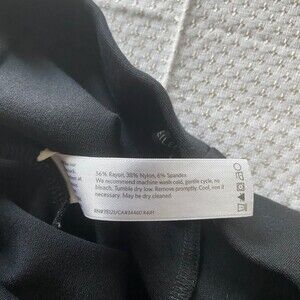 56% Rayon, 38% Nylon, 6% Spandex
We recommend machine wash cold, gentle cycle, no
bleach. Tumble dry low. Remove promptly. Cool, iron if
necessary. May be dry cleaned.